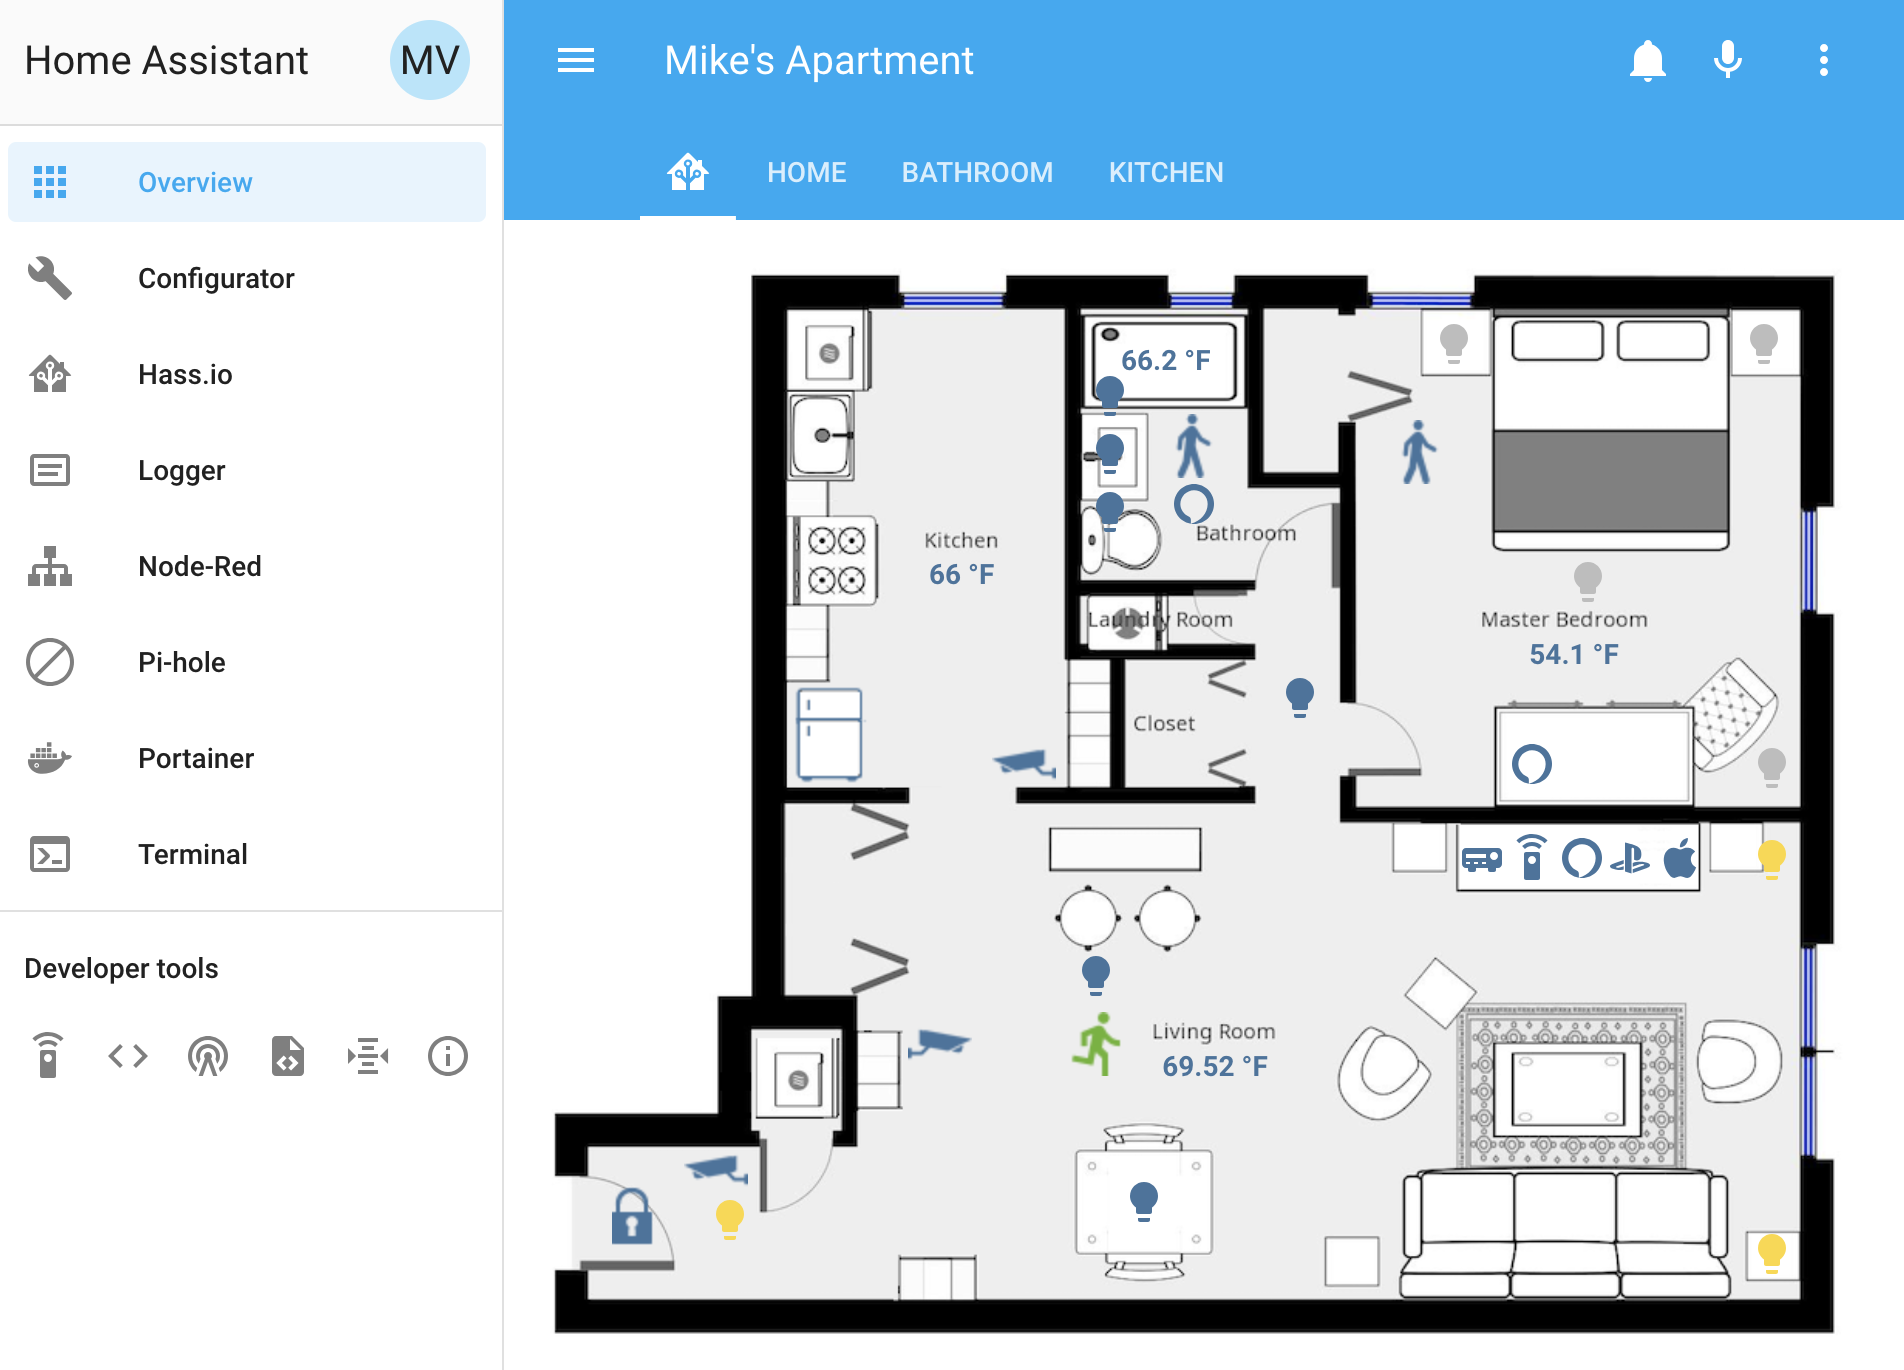 Home Assistant
MV
Overview
Configurator
Hass.io
Logger
Node-Red
Pi-hole
Portainer
Terminal
Developer tools
Mike's Apartment
HOME
BATHROOM
KITCHEN
66.2 °F
Bathroom
Kitchen
66 °F
Laundry Room
Master Bedroom
54.1 °F
Closet
Living Room
69.52 °F